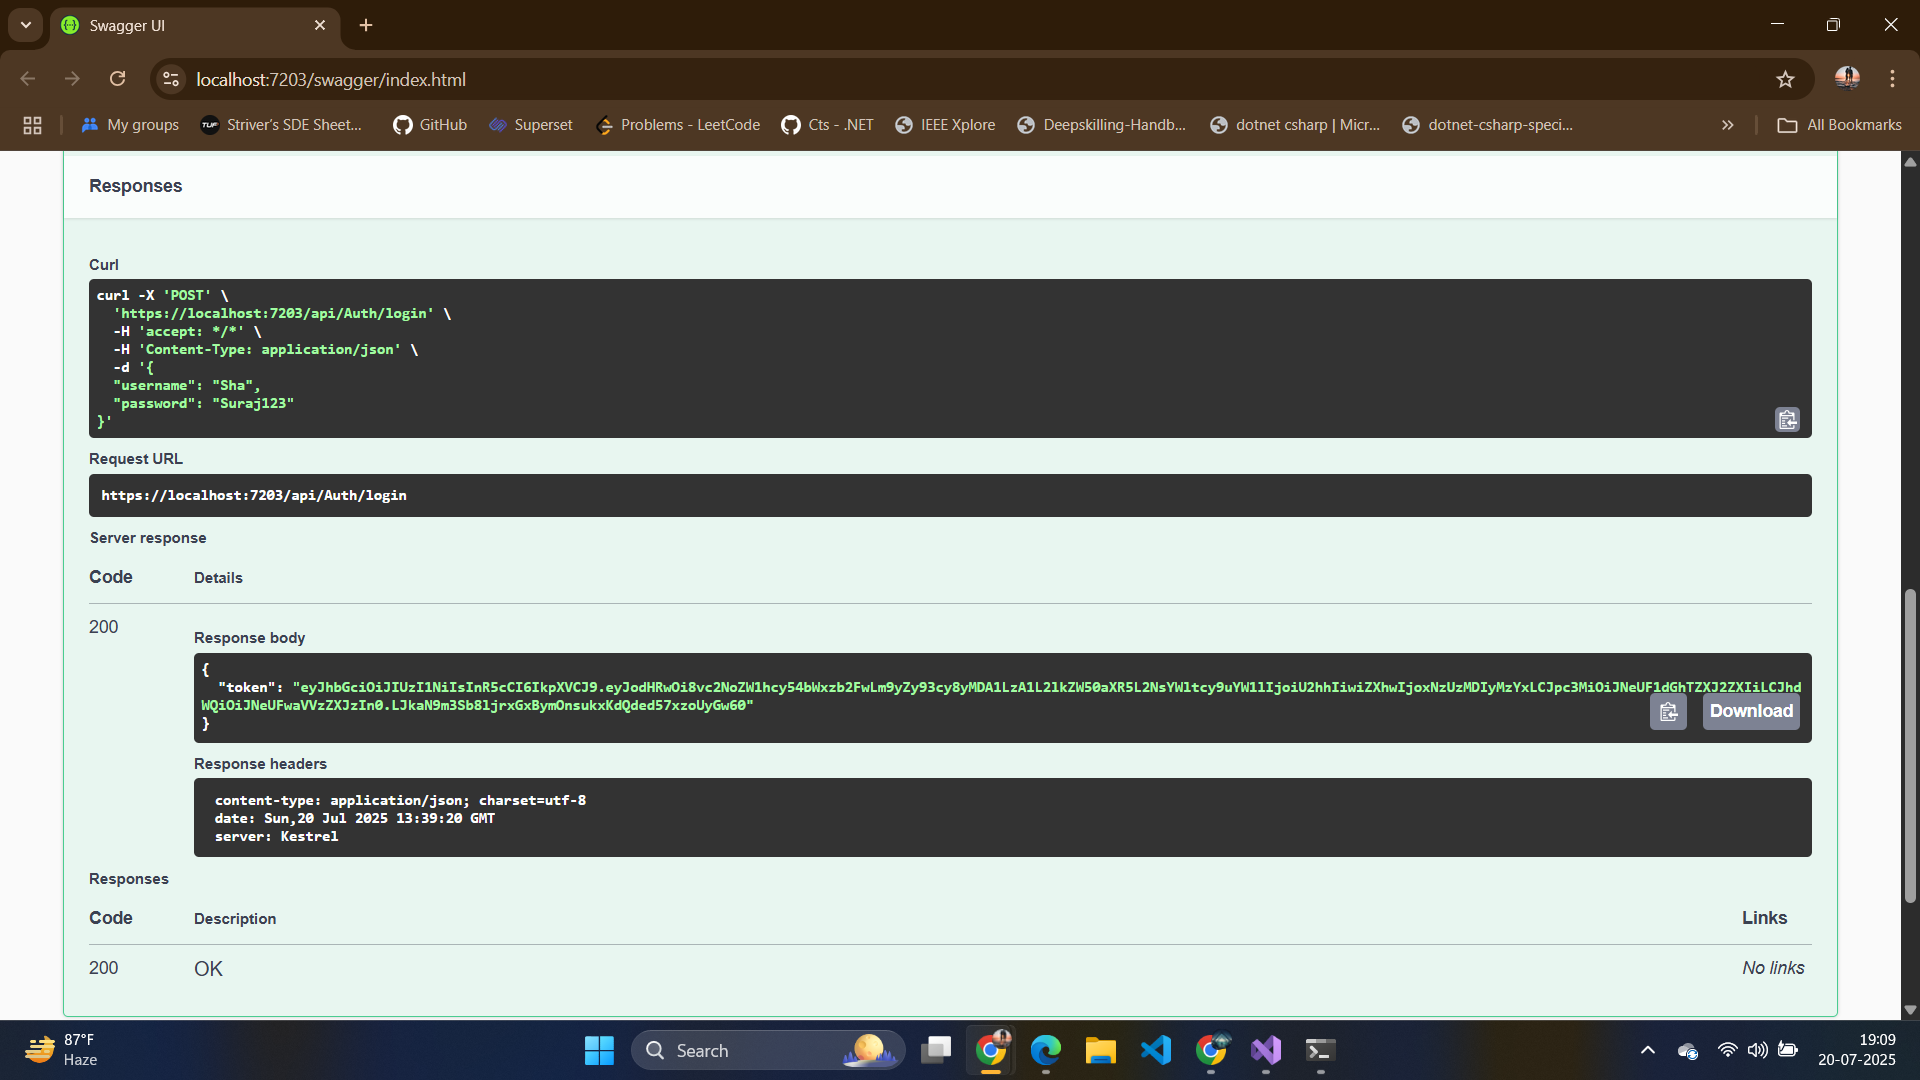 Swagger UI
localhost:7203/swagger/index.html
My groups
Striver's SDE Sheet...
GitHub
Superset
Problems - LeetCode
Cts - .NET
IEEE Xplore
Deepskilling-Handb...
dotnet csharp | Micr...
dotnet-csharp-speci...
All Bookmarks
Responses
Curl
curl -X 'POST' \
'https://localhost:7203/api/Auth/login' \
-H 'accept: */*' \
-H 'Content-Type: application/json' \
-d '{
"username": "Sha",
"password": "Suraj123"
}'
Request URL
https://localhost:7203/api/Auth/login
Server response
Code Details
200
Response body
{
"token":
}
Download
Response headers
content-type: application/json; charset=utf-8
date: Sun,20 Jul 2025 13:39:20 GMT
server: Kestrel
Responses
Code Description Links
200 OK No links
87°F
Haze
Search
19:09
20-07-2025